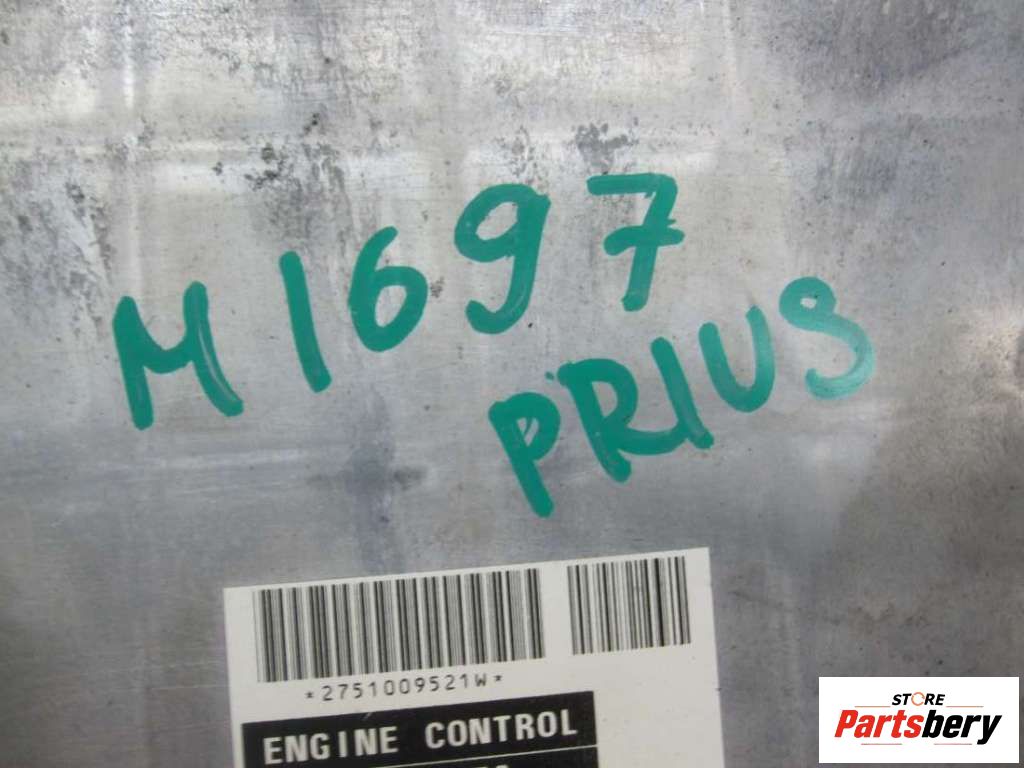 M1697
PRIUS
*2751009521W*
ENGINE CONTROL
STORE
Partsbery